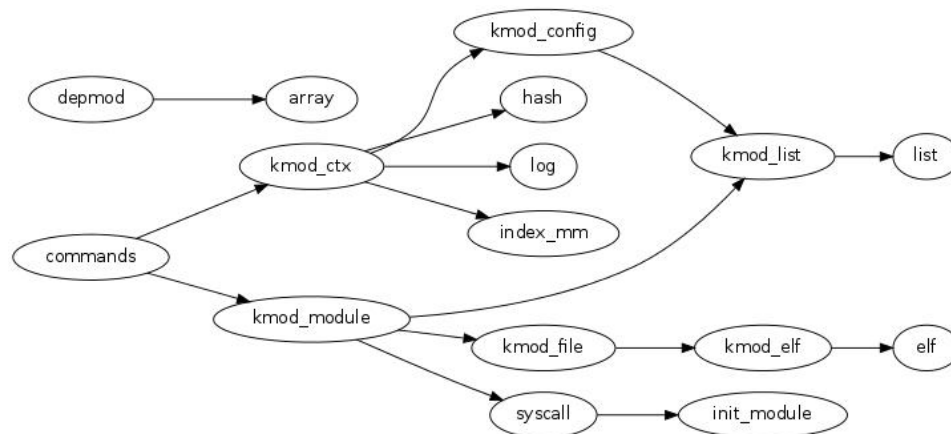 kmod_config
depmod
array
hash
kmod_ctx
log
kmod_list
list
index_mm
commands
kmod_module
kmod_file
kmod_elf
elf
syscall
init_module